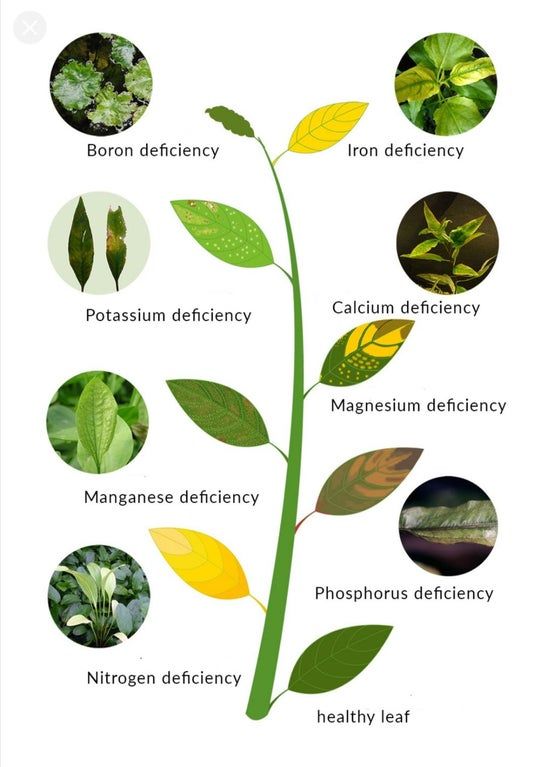 Boron deficiency
Iron deficiency
Potassium deficiency
Calcium deficiency
Magnesium deficiency
Manganese deficiency
Phosphorus deficiency
Nitrogen deficiency
healthy leaf